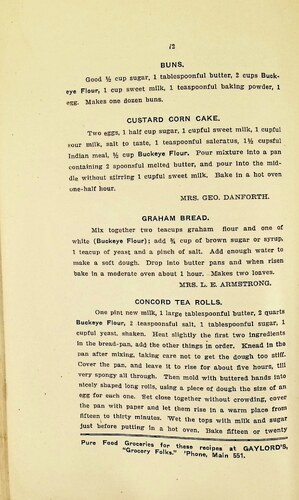 12
BUNS.
Good ½ cup sugar, 1 tablespoonful butter, 2 cups Buck-
eye Flour, 1 cup sweet milk, 1 teaspoonful baking powder, 1
egg. Makes one dozen buns.
CUSTARD CORN CAKE.
Two eggs, 1 half cup sugar, 1 cupful sweet milk, 1 cupful
sour milk, salt to taste, 1 teaspoonful salcratus, 1½ cupsful
Indian meal, ½ cup Buckeye Flour. Pour mixture into a pan
containing 2 spoonsful melted butter, and pour into the mid-
dle without stirring 1 cupful sweet milk. Bake in a hot oven
one-half hour.
MRS. GEO. DANFORTH.
GRAHAM BREAD.
Mix together two teacups graham flour and one of
white (Buckeye Flour); add ¾ cup of brown sugar or syrup,
1 teacup of yeast and a pinch of salt. Add enough water to
make a soft dough. Drop into butter pans and when risen
bake in a moderate oven about 1 hour. Makes two loaves.
MRS. L. E. ARMSTRONG.
CONCORD TEA ROLLS.
One pint new milk, 1 large tablespoonful butter, 2 quarts
Buckeye Flour, 2 teaspoonsful salt, 1 tablespoonful sugar, 1
cupful yeast, shaken. Heat slightly the first two ingredients
in the bread-pan, add the other things in order. Knead in the
pan after mixing, taking care not to get the dough too stiff.
Cover the pan, and leave it to rise for about five hours, till
very spongy all through. Then mold with buttered hands into
nicely shaped long rolls, using a piece of dough the size of an
egg for each one. Set close together without crowding, cover
the pan with paper and let them rise in a warm place from
fifteen to thirty minutes. Wet the tops with milk and sugar
just before putting in a hot oven. Bake fifteen or twenty
Pure Food Groceries for these recipes at GAYLORD'S,
"Grocery Folks." 'Phone, Main 551.